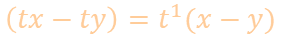 (tx − ty) = t¹(x − y)